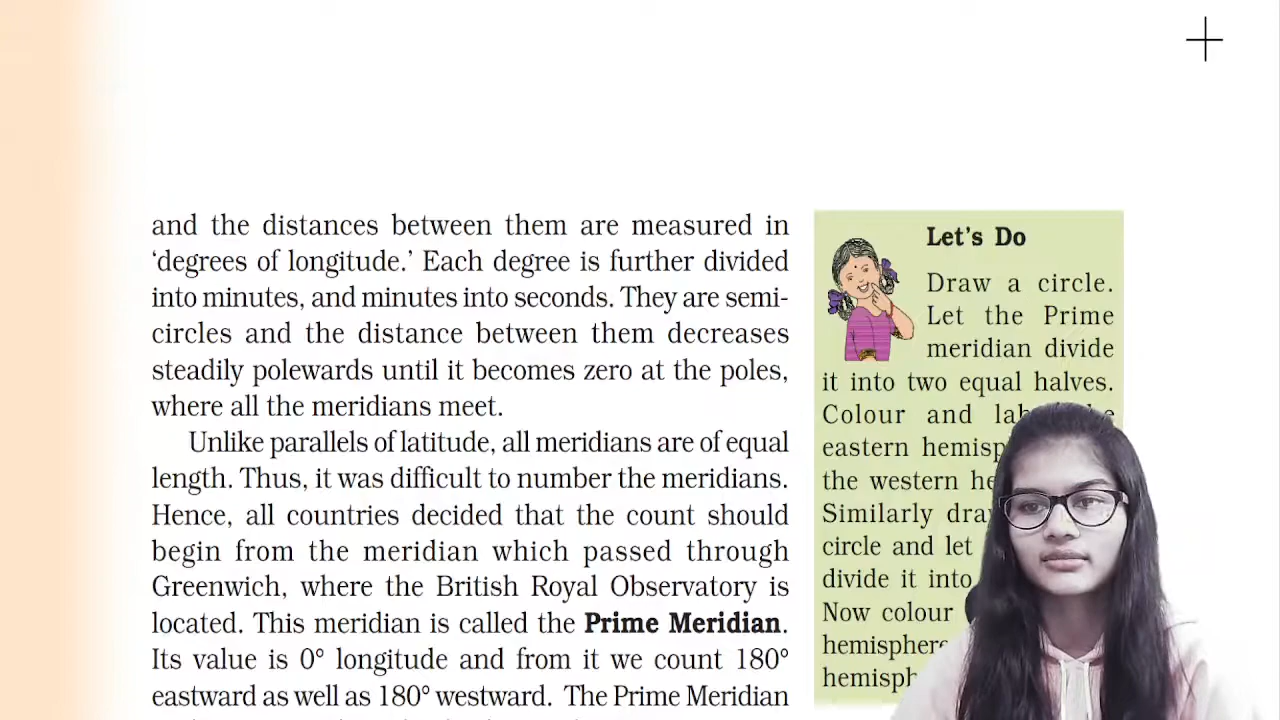 and the distances between them are measured in
‘degrees of longitude.’ Each degree is further divided
into minutes, and minutes into seconds. They are semi-
circles and the distance between them decreases
steadily polewards until it becomes zero at the poles,
where all the meridians meet.
Unlike parallels of latitude, all meridians are of equal
length. Thus, it was difficult to number the meridians.
Hence, all countries decided that the count should
begin from the meridian which passed through
Greenwich, where the British Royal Observatory is
located. This meridian is called the Prime Meridian.
Its value is 0° longitude and from it we count 180°
eastward as well as 180° westward. The Prime Meridian
Let’s Do
Draw a circle.
Let the Prime
meridian divide
it into two equal halves.
Colour and
eastern
the western
Similarly
circle and let
divide it into
Now colour
hemisphere